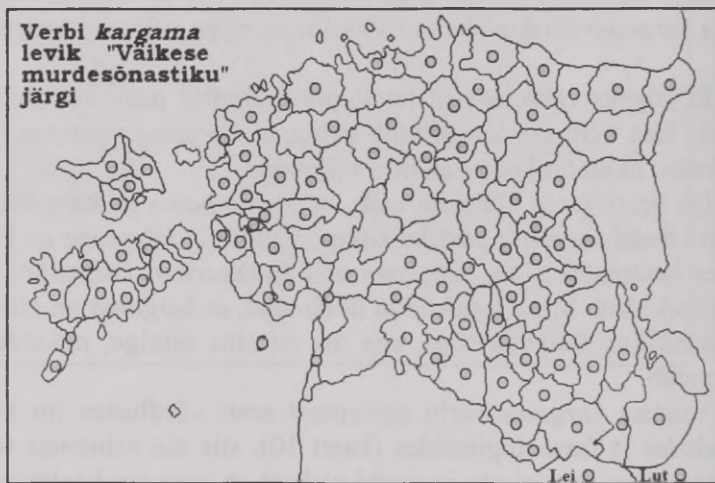 Verbi kargama
levik "Väikese
murdesõnastiku"
järgi
Lei Lut